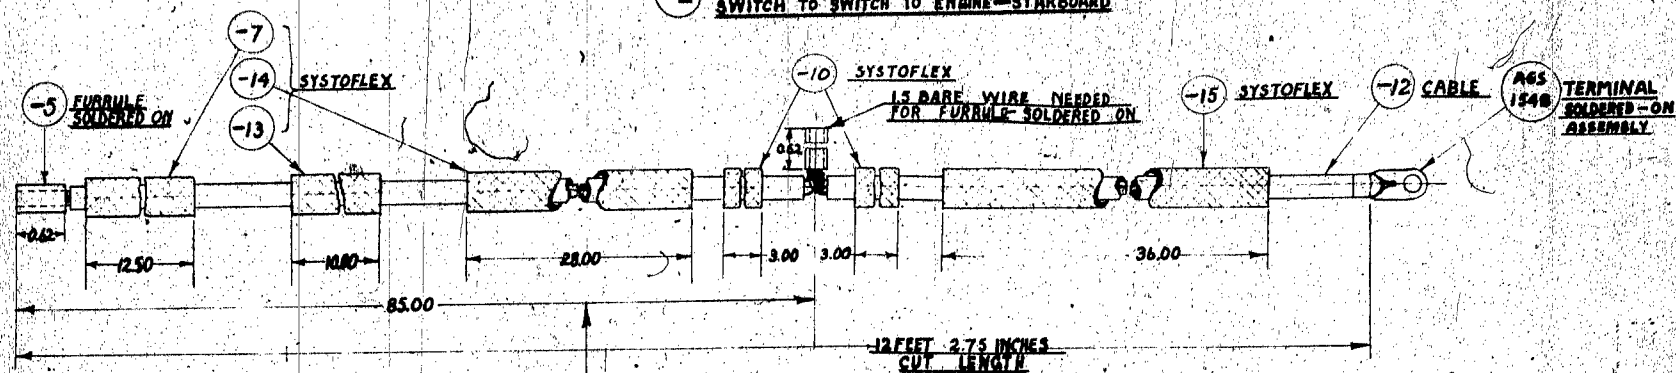 SWITCH TO SWITCH TO ENGINE-STARBOARD
-7
-14
-13
SYSTOFLEX
-5
FURRULE
SOLDERED ON
-10
SYSTOFLEX
1.5 BARE WIRE NEEDED
FOR FURRULE-SOLDERED ON
0.62
-15
SYSTOFLEX
-12
CABLE
AGS
1548
TERMINAL
SOLDERED-ON
ASSEMBLY
0.62
12.50
10.00
28.00
3.00
3.00
36.00
85.00
12 FEET 2.75 INCHES
CUT LENGTH